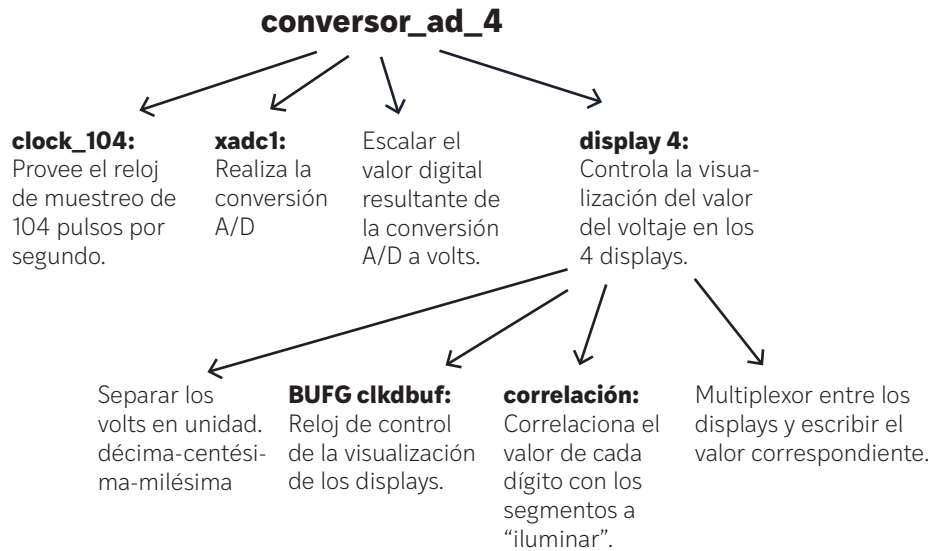 conversor_ad_4
clock_104:
Provee el reloj
de muestreo de
104 pulsos por
segundo.
xadc1:
Realiza la
conversión
A/D
Escalar el
valor digital
resultante de
la conversión
A/D a volts.
display 4:
Controla la visua-
lización del valor
del voltaje en los
4 displays.
Separar los
volts en unidad.
décima-centési-
ma-milésima
BUFG clkdbuf:
Reloj de control
de la visualización
de los displays.
correlación:
Correlaciona el
valor de cada
dígito con los
segmentos a
“iluminar”.
Multiplexor entre los
displays y escribir el
valor correspondiente.